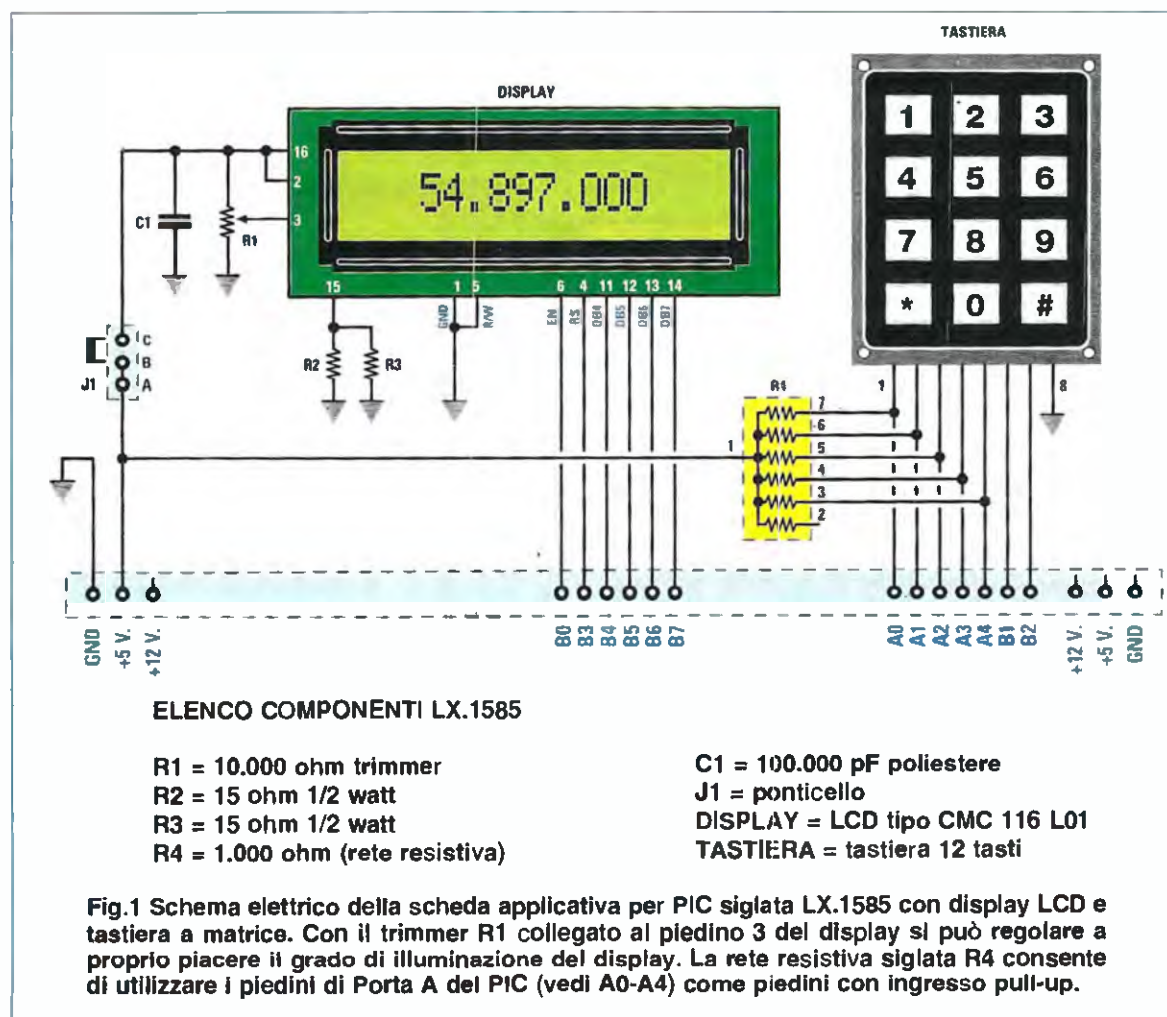 TASTIERA
DISPLAY
1 2 3
4 5 6
7 8 9
* 0 #
54.897.000
16
2
3
C1
R1
15
1 5
6 4 11 12 13 14
GND R/W
EN RS DB4 DB5 DB6 DB7
R2 R3
C
B
A
J1
1 8
R4
7
6
5
4
3
2
1
GND +5 V. +12 V.
B0 B3 B4 B5 B6 B7
A0 A1 A2 A3 A4 B1 B2
+12 V. +5 V. GND
ELENCO COMPONENTI LX.1585
R1 = 10.000 ohm trimmer
R2 = 15 ohm 1/2 watt
R3 = 15 ohm 1/2 watt
R4 = 1.000 ohm (rete resistiva)
C1 = 100.000 pF poliestere
J1 = ponticello
DISPLAY = LCD tipo CMC 116 L01
TASTIERA = tastiera 12 tasti
Fig.1 Schema elettrico della scheda applicativa per PIC siglata LX.1585 con display LCD e
tastiera a matrice. Con il trimmer R1 collegato al piedino 3 del display si può regolare a
proprio piacere il grado di illuminazione del display. La rete resistiva siglata R4 consente
di utilizzare i piedini di Porta A del PIC (vedi A0-A4) come piedini con ingresso pull-up.